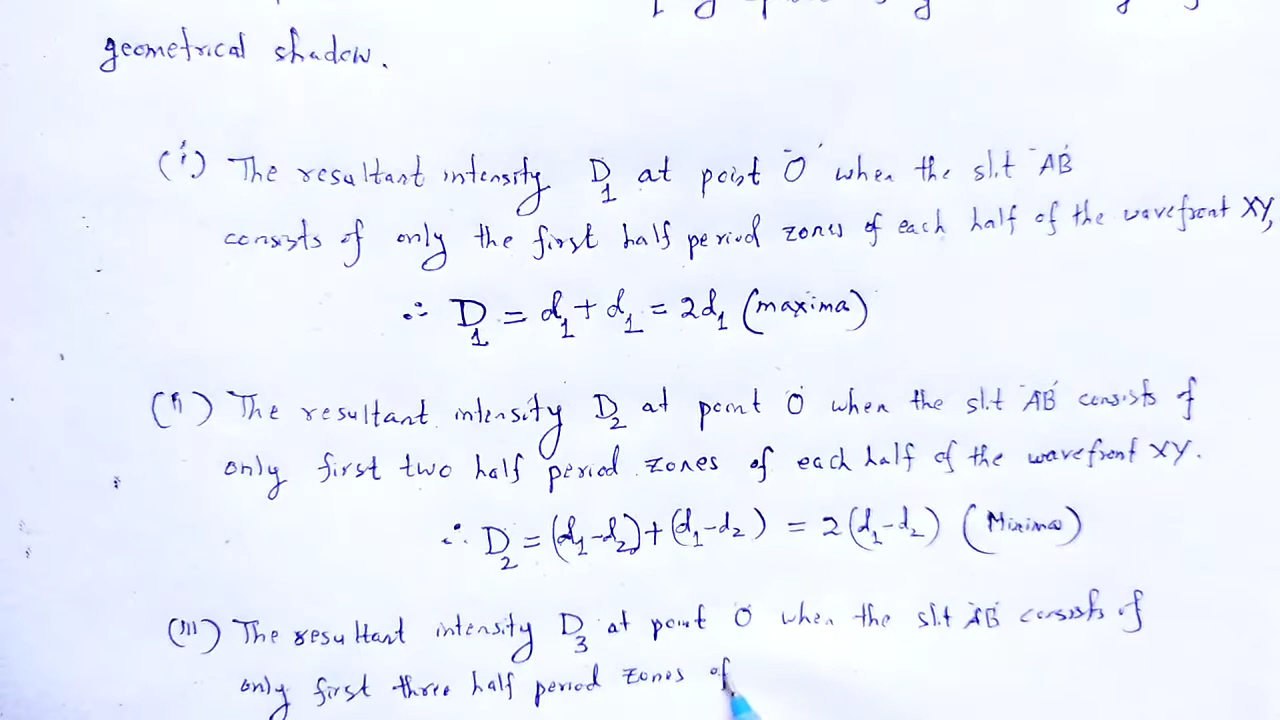 geometrical shadow.
(i) The resultant intensity D₁ at point "O" when the slit "AB"
consists of only the first half period zones of each half of the wavefront XY,
∴ D₁ = d₁ + d₁ = 2d₁ (maxima)
(ii) The resultant intensity D₂ at point O when the slit "AB" consists of
only first two half period zones of each half of the wavefront XY.
∴ D₂ = (d₁-d₂) + (d₁-d₂) = 2(d₁-d₂) (Minima)
(iii) The resultant intensity D₃ at point O when the slit AB consists of
only first three half period zones of